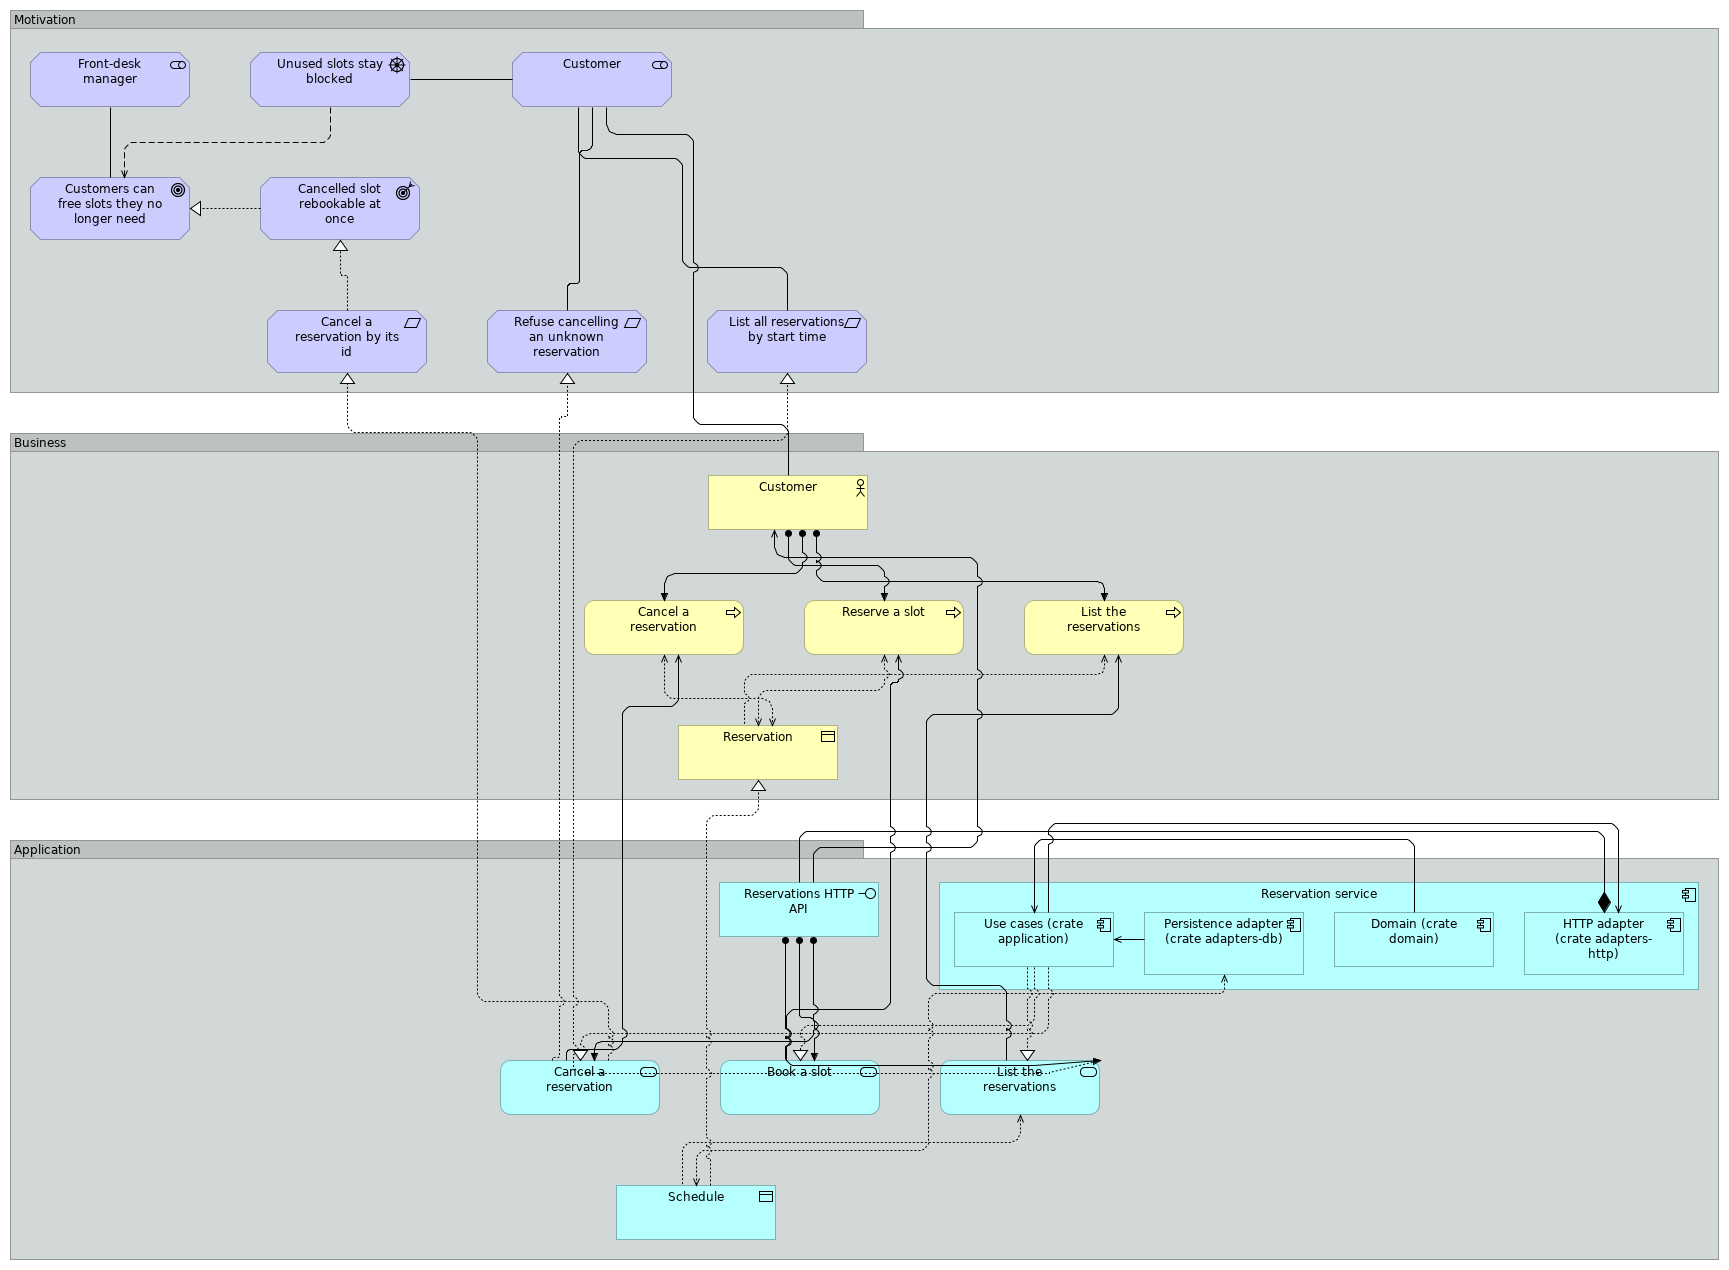 Motivation
Front-desk
manager
Unused slots stay
blocked
Customer
Customers can
free slots they no
longer need
Cancelled slot
rebookable at
once
Cancel a
reservation by its
id
Refuse cancelling
an unknown
reservation
List all reservations
by start time
Business
Customer
Cancel a
reservation
Reserve a slot
List the
reservations
Reservation
Application
Reservations HTTP
API
Reservation service
Use cases (crate
application)
Persistence adapter
(crate adapters-db)
Domain (crate
domain)
HTTP adapter
(crate adapters-
http)
Cancel a
reservation
Book a slot
List the
reservations
Schedule